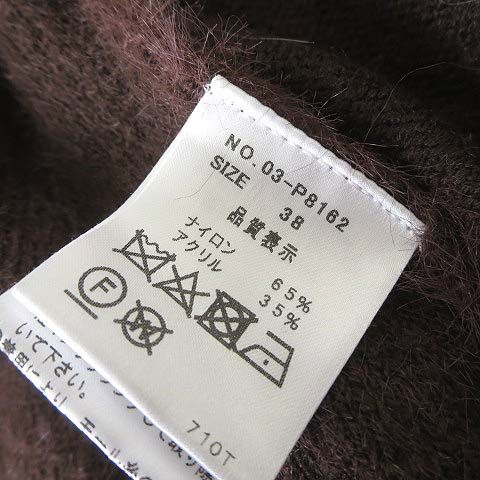 NO. 03-P8162
SIZE 38
品質表示
ナイロン 65%
アクリル 35%
F
W
710T
いて下さい。